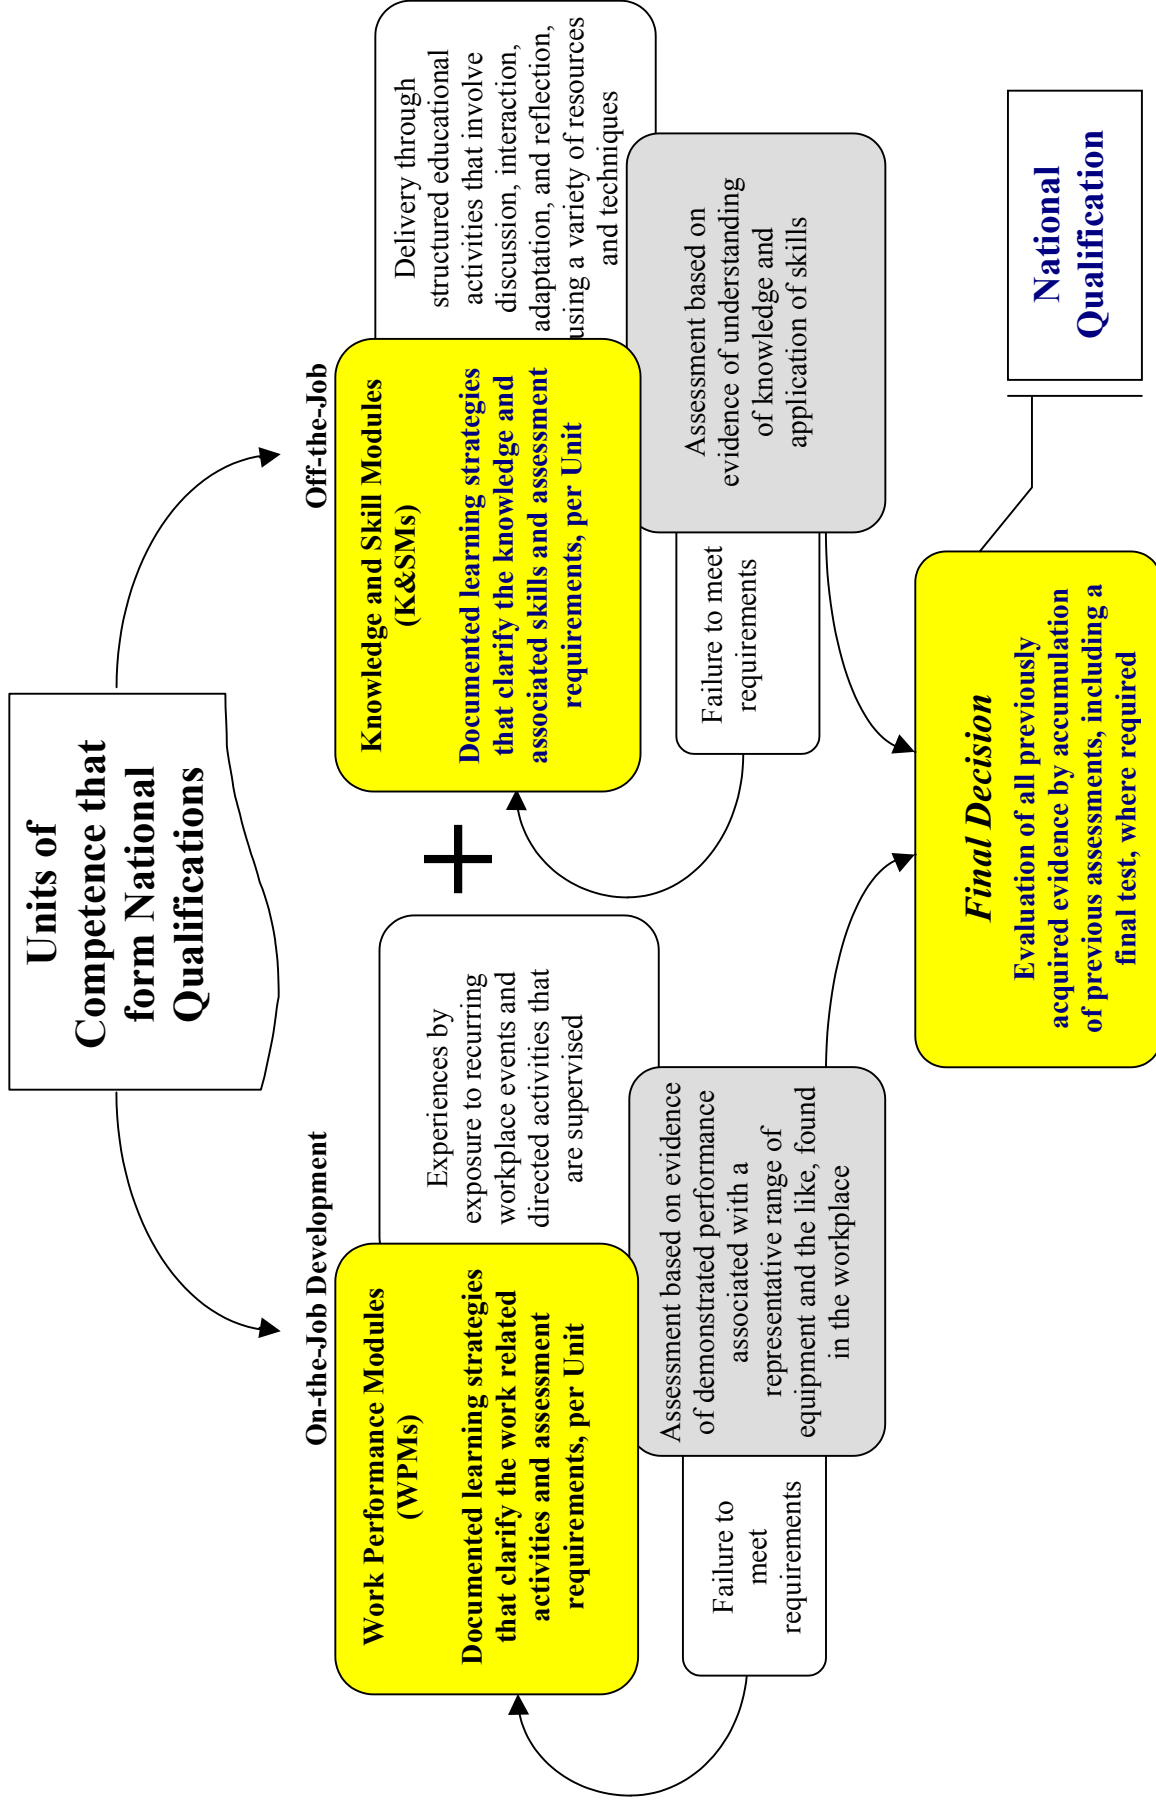 Units of
Competence that
form National
Qualifications
On-the-Job Development
Work Performance Modules
(WPMs)
Documented learning strategies
that clarify the work related
activities and assessment
requirements, per Unit
Experiences by
exposure to recurring
workplace events and
directed activities that
are supervised
Assessment based on evidence
of demonstrated performance
associated with a
representative range of
equipment and the like, found
in the workplace
Failure to
meet
requirements
+
Off-the-Job
Knowledge and Skill Modules
(K&SMs)
Documented learning strategies
that clarify the knowledge and
associated skills and assessment
requirements, per Unit
Delivery through
structured educational
activities that involve
discussion, interaction,
adaptation, and reflection,
using a variety of resources
and techniques
Assessment based on
evidence of understanding
of knowledge and
application of skills
Failure to meet
requirements
Final Decision
Evaluation of all previously
acquired evidence by accumulation
of previous assessments, including a
final test, where required
National
Qualification